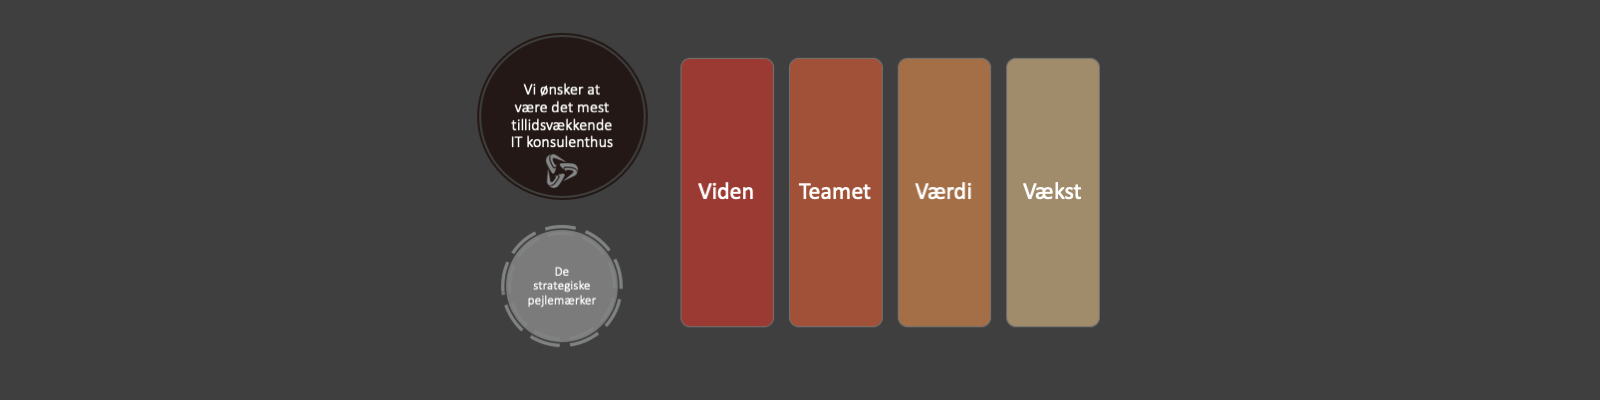 Vi ønsker at
være det mest
tillidsvækkende
IT konsulenthus
De
strategiske
pejlemærker
Viden
Teamet
Værdi
Vækst